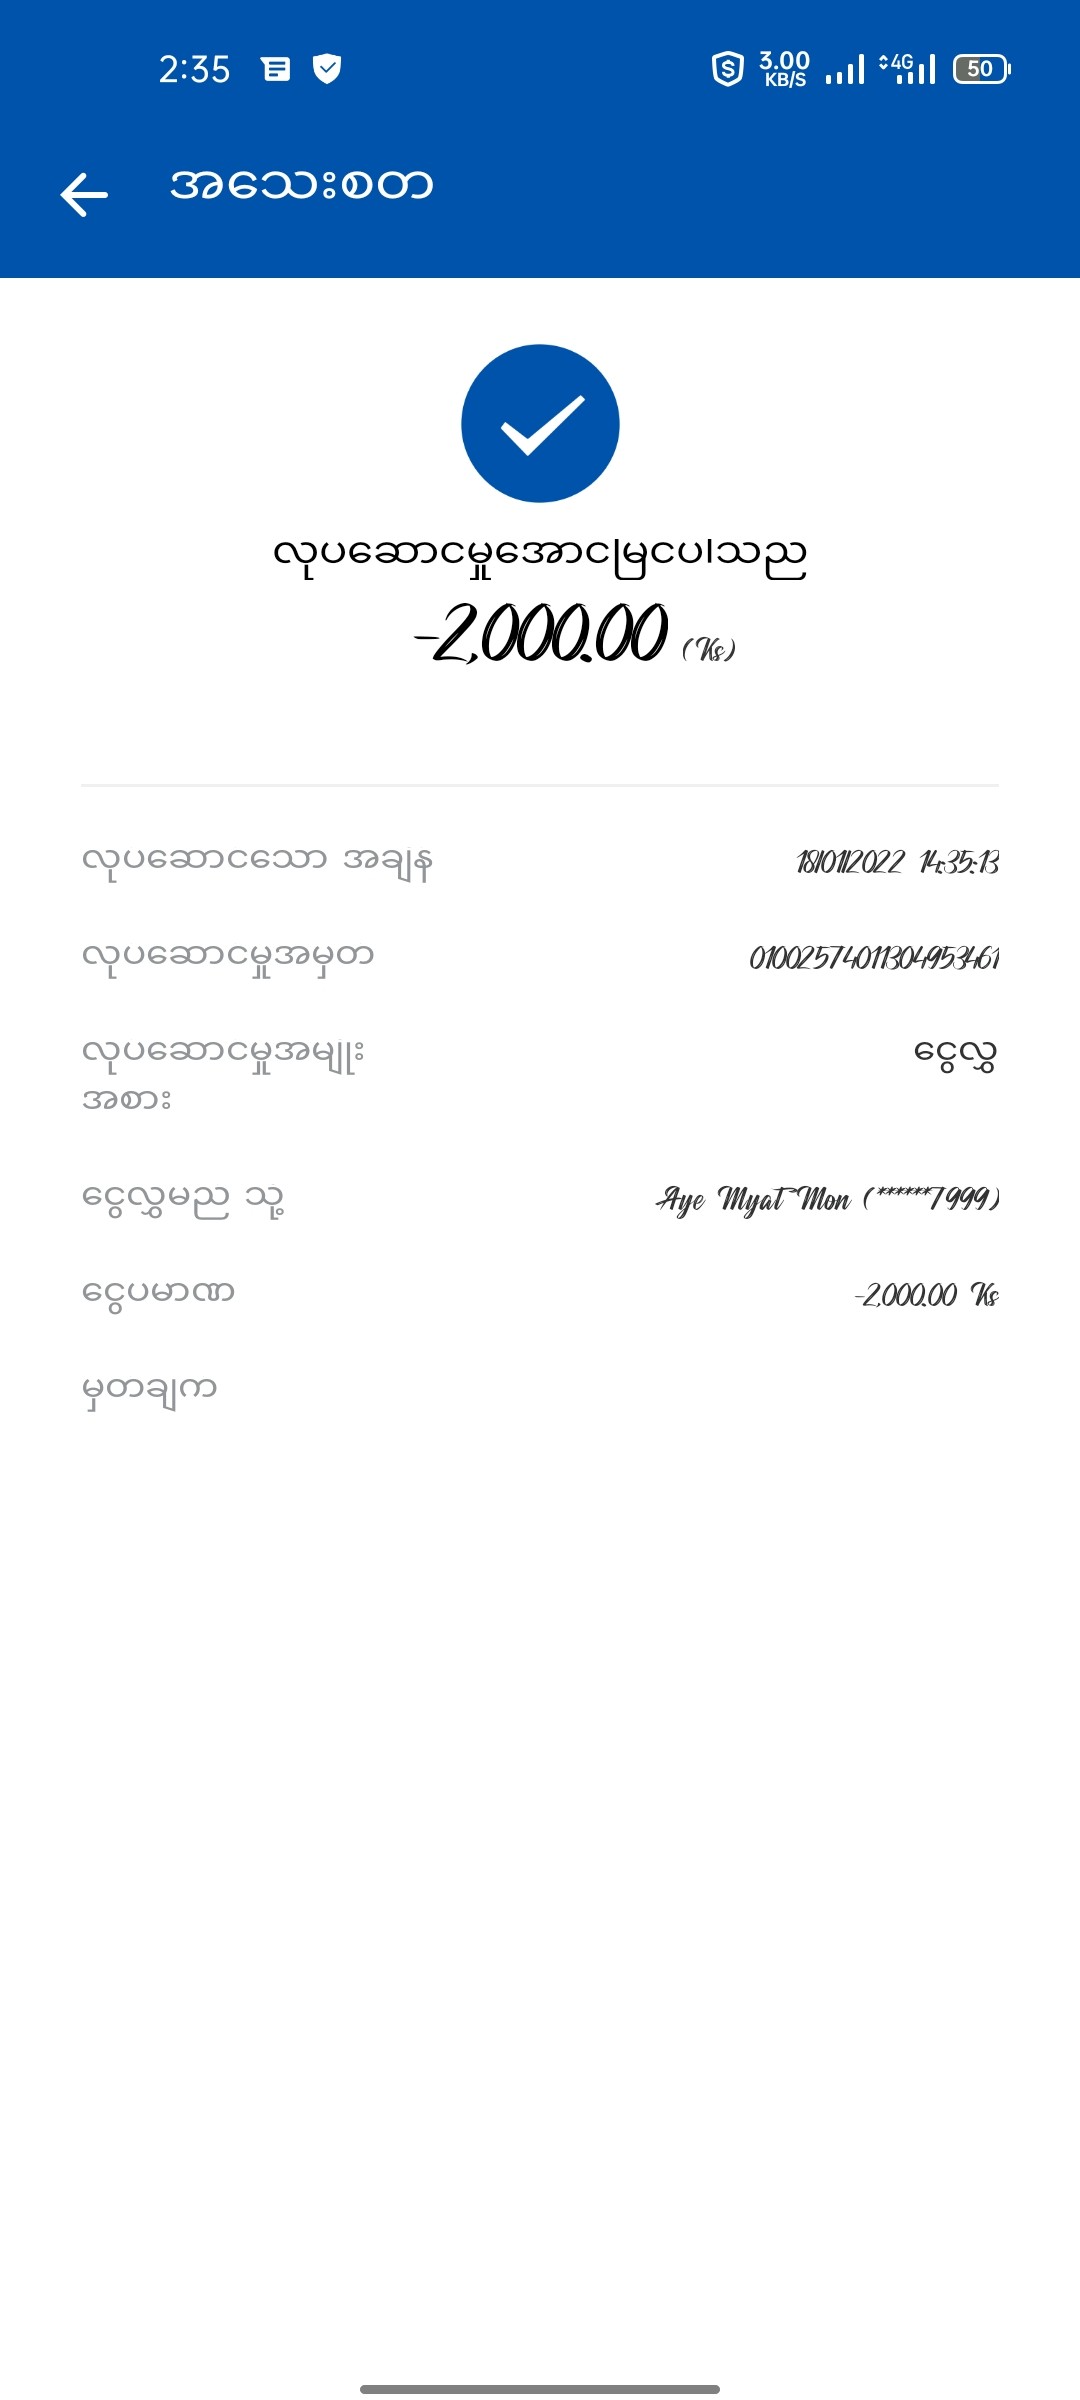 2:35
3.00 KB/S 4G 50
အသေးစတ
လုပဆောငမှုအောငမြငပါသည
-2,000.00 (Ks)
လုပဆောငသော အချိန 18/01/2022 14:35:13
လုပဆောငမှုအမှတ 01002574011304953461
လုပဆောငမှုအမျိုး ငွေလွှ
အစား
ငွေလွှမည သို့ Aye Myat Mon (******7999)
ငွေပမာဏ -2,000.00 Ks
မှတချက